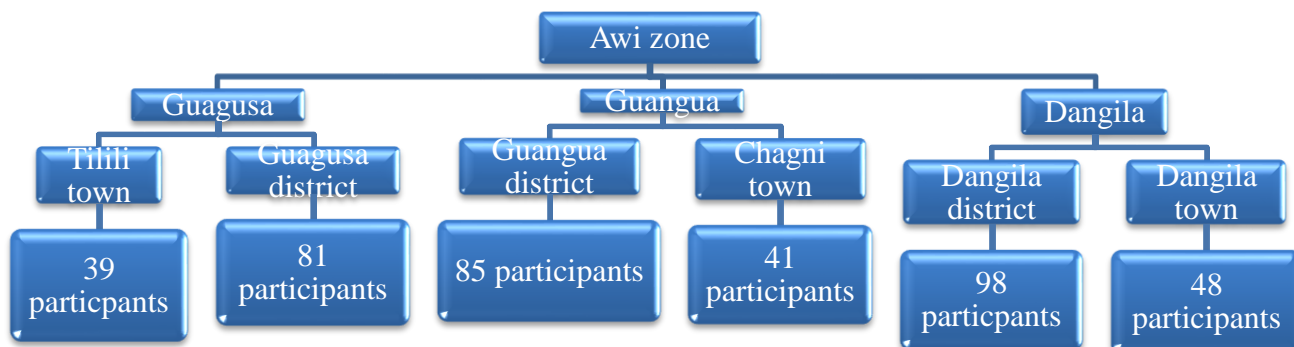 Awi zone
Guagusa
Guangua
Dangila
Tilili
town
Guagusa
district
Guangua
district
Chagni
town
Dangila
district
Dangila
town
39
particpants
81
participants
85 participants
41
participants
98
particpants
48
participants